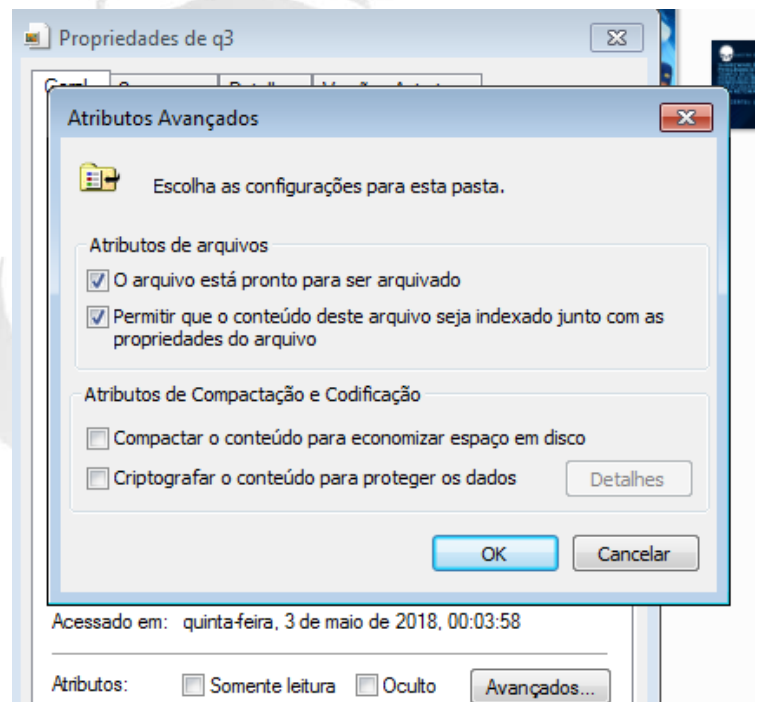 Propriedades de q3
Atributos Avançados
Escolha as configurações para esta pasta.
Atributos de arquivos
O arquivo está pronto para ser arquivado
Permitir que o conteúdo deste arquivo seja indexado junto com as
propriedades do arquivo
Atributos de Compactação e Codificação
Compactar o conteúdo para economizar espaço em disco
Criptografar o conteúdo para proteger os dados
Detalhes
OK
Cancelar
Acessado em: quinta-feira, 3 de maio de 2018, 00:03:58
Atributos:
Somente leitura
Oculto
Avançados...